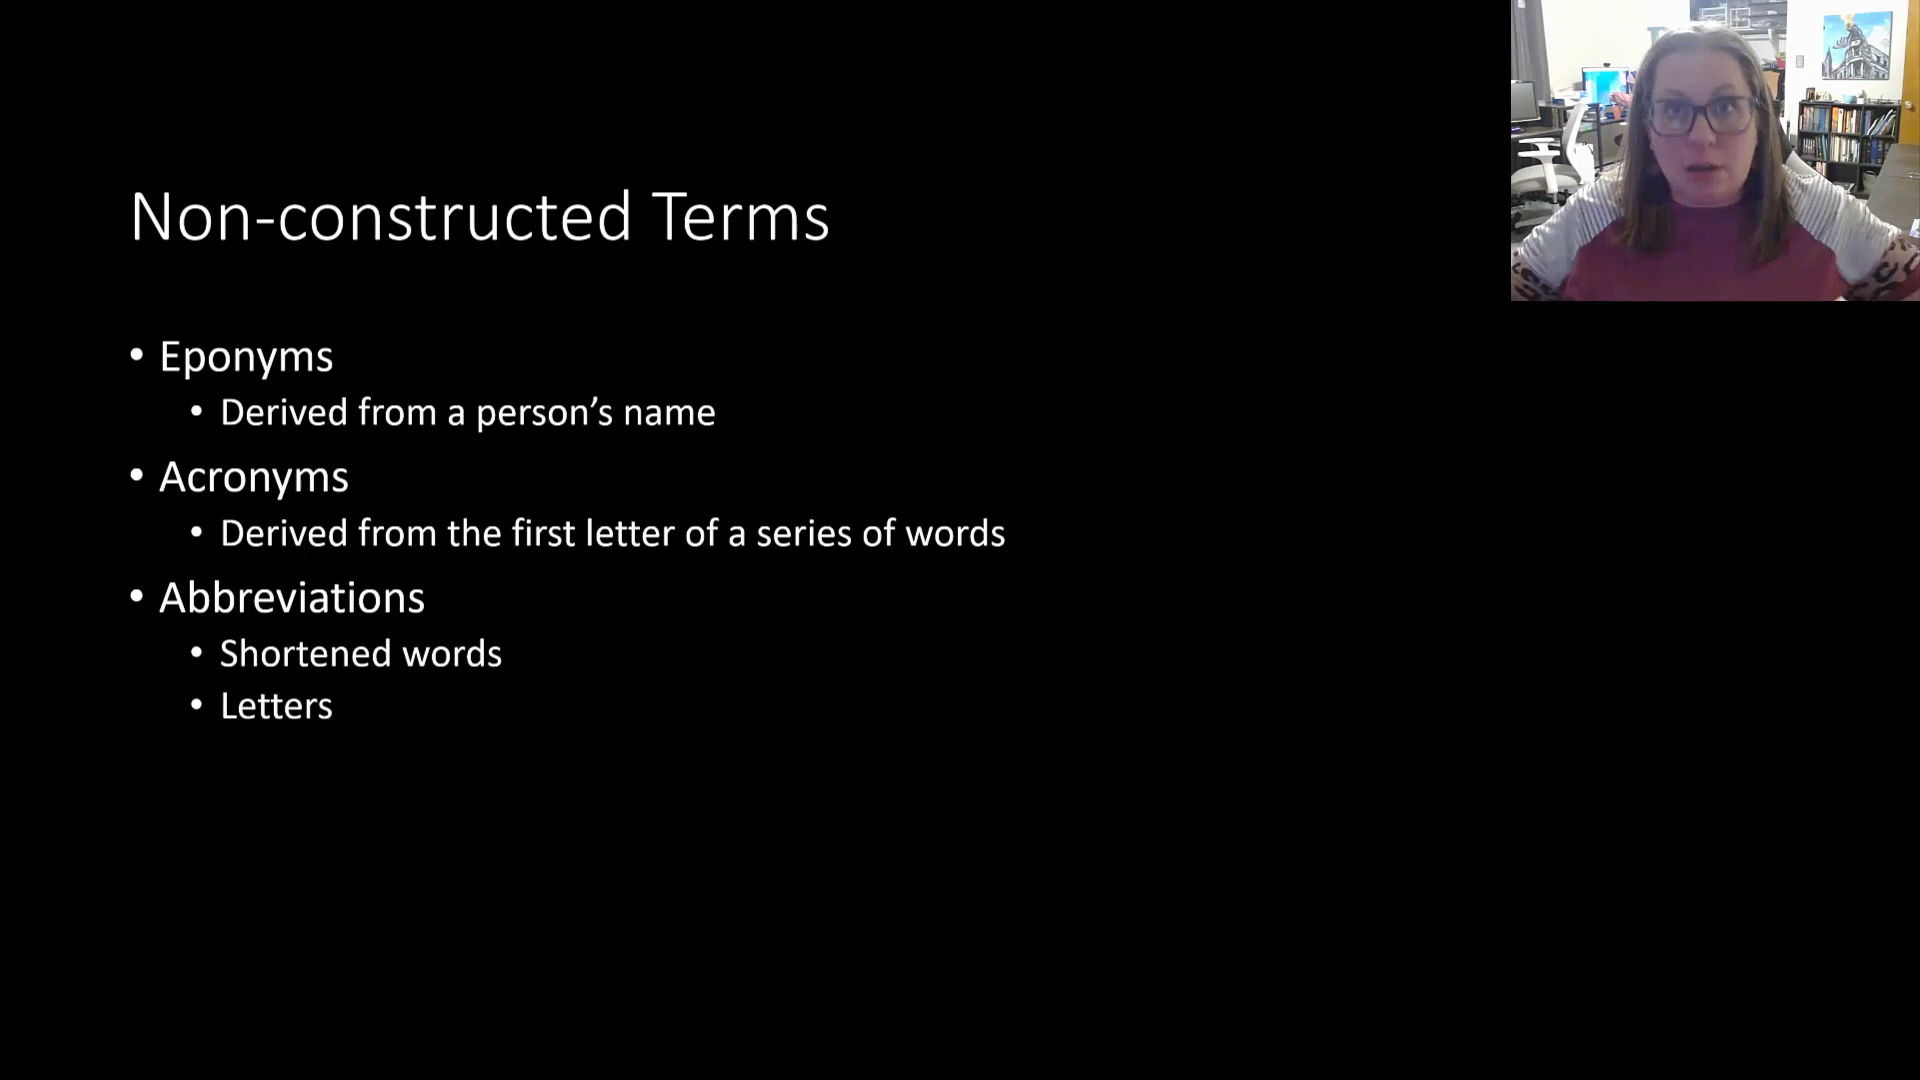 Non-constructed Terms
• Eponyms
• Derived from a person’s name
• Acronyms
• Derived from the first letter of a series of words
• Abbreviations
• Shortened words
• Letters